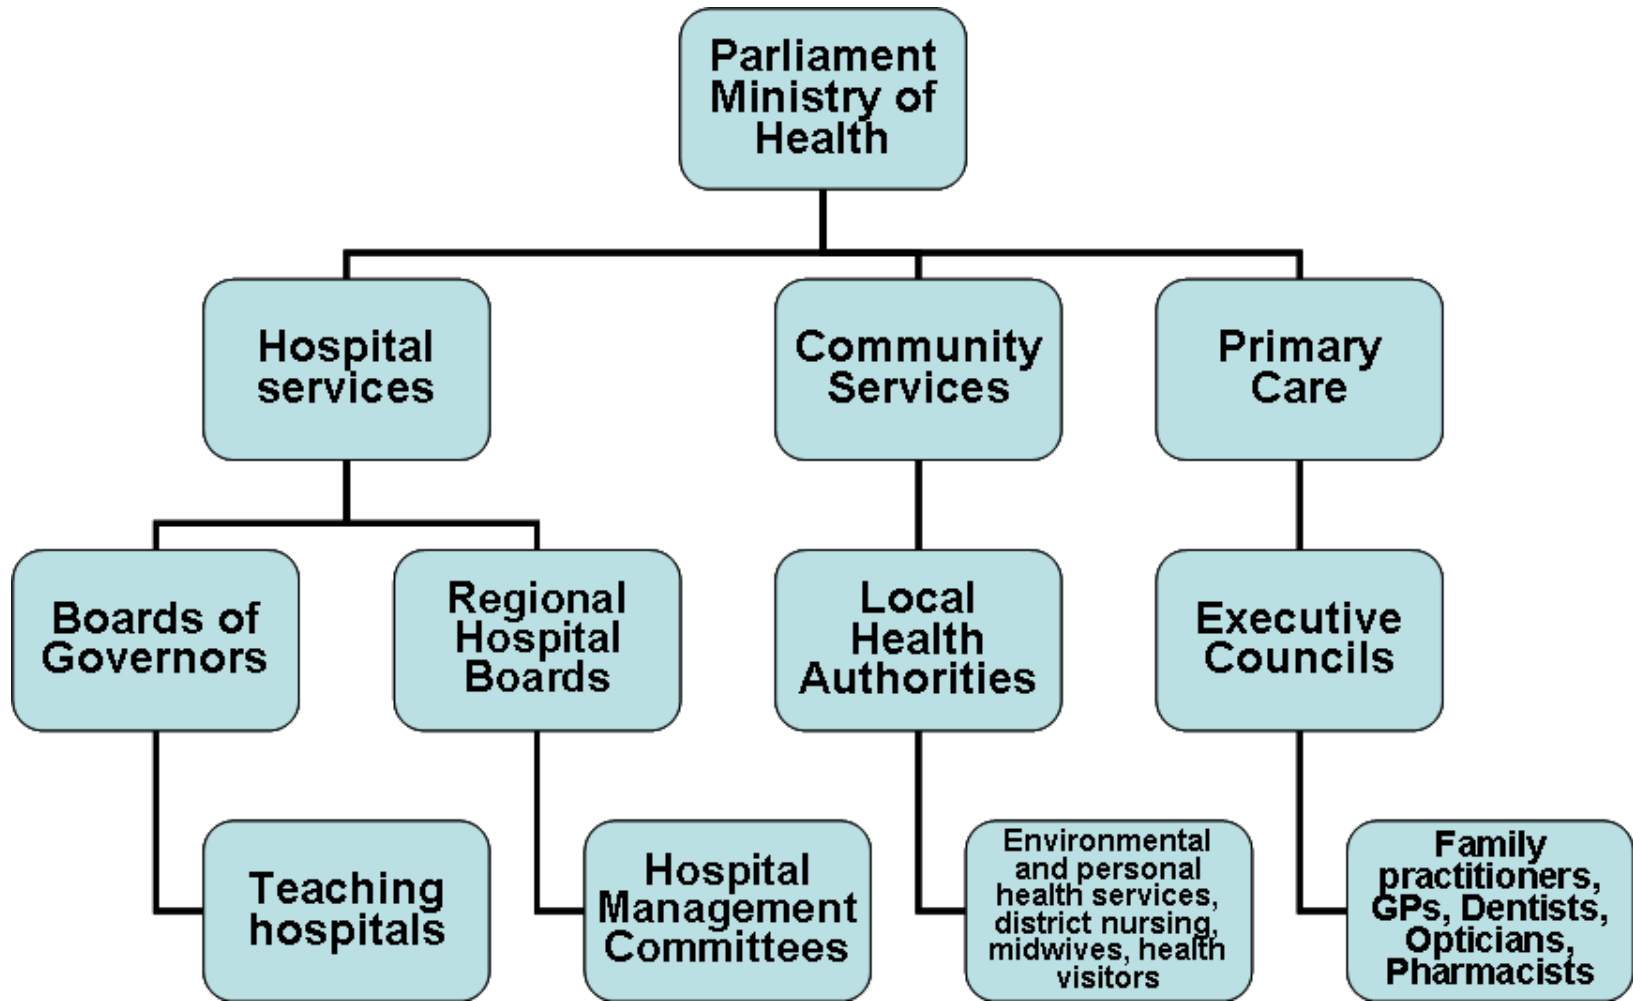 Parliament
Ministry of
Health
Hospital
services
Community
Services
Primary
Care
Boards of
Governors
Regional
Hospital
Boards
Local
Health
Authorities
Executive
Councils
Teaching
hospitals
Hospital
Management
Committees
Environmental
and personal
health services,
district nursing,
midwives, health
visitors
Family
practitioners,
GPs, Dentists,
Opticians,
Pharmacists